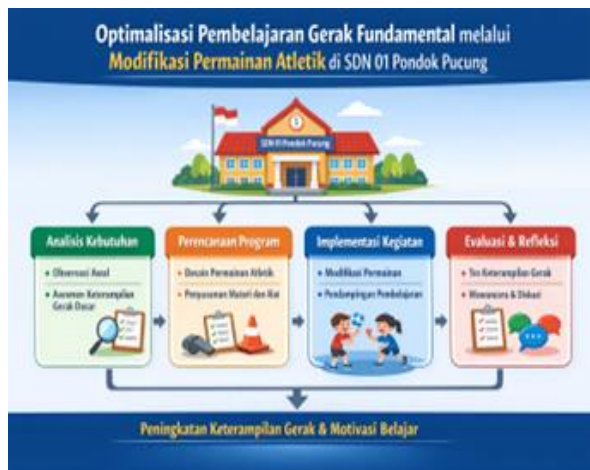 Optimalisasi Pembelajaran Gerak Fundamental melalui
Modifikasi Permainan Atletik di SDN 01 Pondok Pucung
SDN 01 Pondok Pucung
Analisis Kebutuhan
• Observasi Awal
• Asesmen Keterampilan
Gerak Dasar
Perencanaan Program
• Desain Permainan Atletik
• Penyusunan Materi dan Alat
Implementasi Kegiatan
• Modifikasi Permainan
• Pendampingan Pembelajaran
Evaluasi & Refleksi
• Tes Keterampilan Gerak
• Wawancara & Diskusi
Peningkatan Keterampilan Gerak & Motivasi Belajar